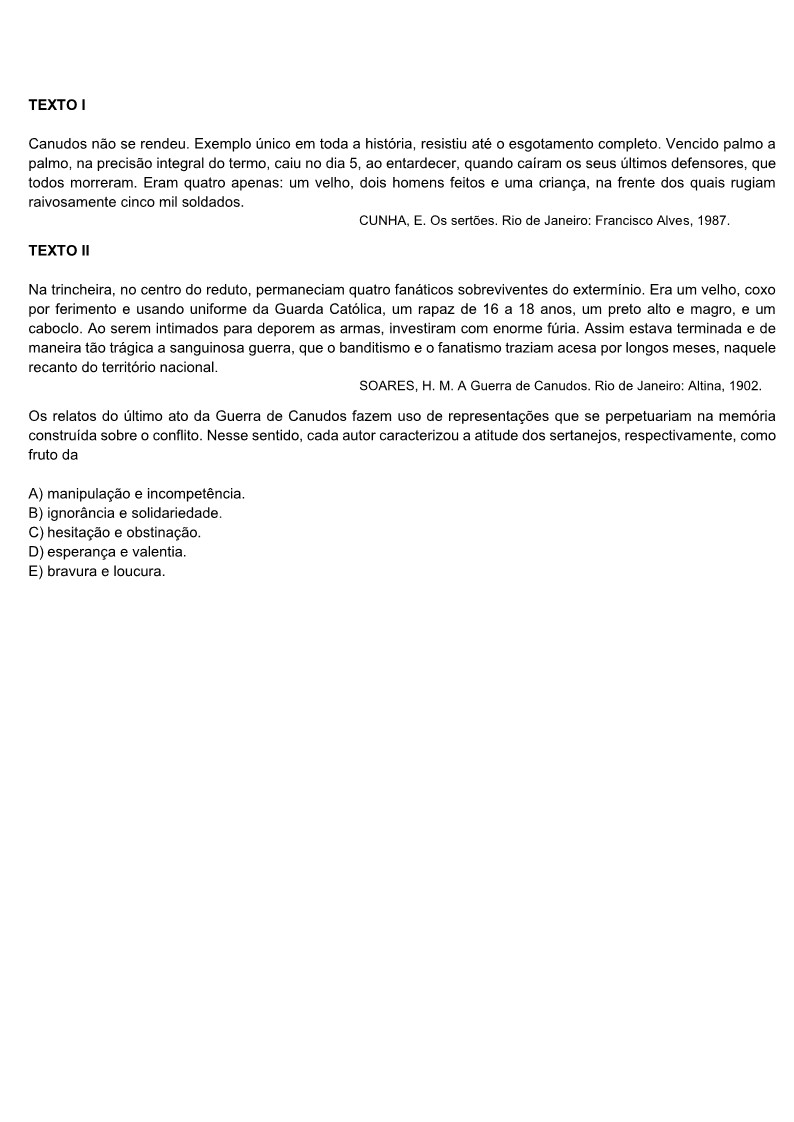 TEXTO I
Canudos não se rendeu. Exemplo único em toda a história, resistiu até o esgotamento completo. Vencido palmo a
palmo, na precisão integral do termo, caiu no dia 5, ao entardecer, quando caíram os seus últimos defensores, que
todos morreram. Eram quatro apenas: um velho, dois homens feitos e uma criança, na frente dos quais rugiam
raivosamente cinco mil soldados.
CUNHA, E. Os sertões. Rio de Janeiro: Francisco Alves, 1987.
TEXTO II
Na trincheira, no centro do reduto, permaneciam quatro fanáticos sobreviventes do extermínio. Era um velho, coxo
por ferimento e usando uniforme da Guarda Católica, um rapaz de 16 a 18 anos, um preto alto e magro, e um
caboclo. Ao serem intimados para deporem as armas, investiram com enorme fúria. Assim estava terminada e de
maneira tão trágica a sanguinosa guerra, que o banditismo e o fanatismo traziam acesa por longos meses, naquele
recanto do território nacional.
SOARES, H. M. A Guerra de Canudos. Rio de Janeiro: Altina, 1902.
Os relatos do último ato da Guerra de Canudos fazem uso de representações que se perpetuariam na memória
construída sobre o conflito. Nesse sentido, cada autor caracterizou a atitude dos sertanejos, respectivamente, como
fruto da
A) manipulação e incompetência.
B) ignorância e solidariedade.
C) hesitação e obstinação.
D) esperança e valentia.
E) bravura e loucura.